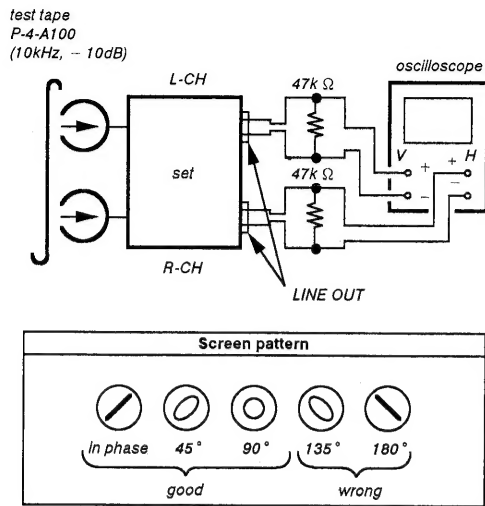 test tape
P-4-A100
(10kHz, – 10dB)
oscilloscope
L-CH
47k Ω
set
V + + H
– –
47k Ω
R-CH
LINE OUT
Screen pattern
in phase 45° 90° 135° 180°
good wrong